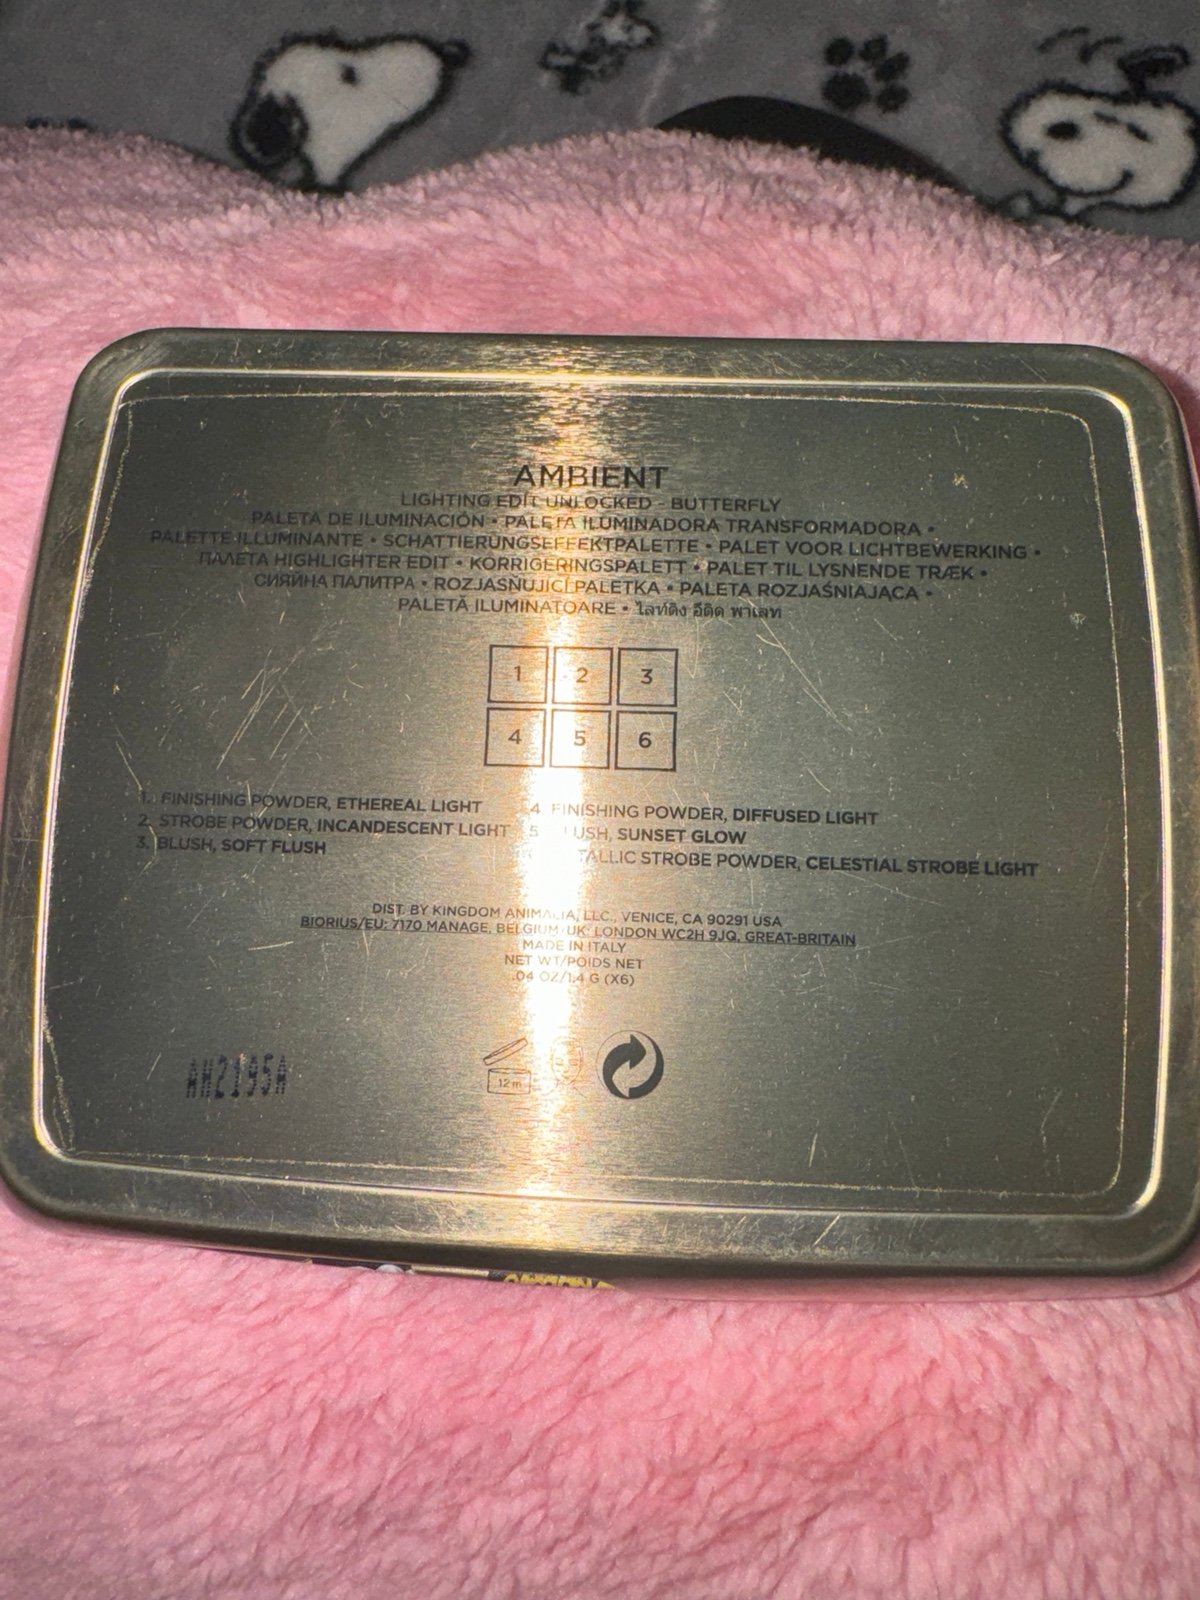 AMBIENT
LIGHTING EDIT UNLOCKED - BUTTERFLY
PALETA DE ILUMINACIÓN • PALETA ILUMINADORA TRANSFORMADORA •
PALETTE ILLUMINANTE • SCHATTIERUNGSEFFEKTPALETTE • PALET VOOR LICHTBEWERKING •
ΠΑΛΕΤΑ HIGHLIGHTER EDIT • KORRIGERINGSPALETT • PALET TIL LYSNENDE TRÆK •
СИЯЙНА ПАЛИТРА • ROZJASŇUJÍCÍ PALETKA • PALETA ROZJAŚNIAJĄCA •
PALETĂ ILUMINATOARE • ไลท์ติง อีดิต พาเลท
1 2 3
4 5 6
1. FINISHING POWDER, ETHEREAL LIGHT
2. STROBE POWDER, INCANDESCENT LIGHT
3. BLUSH, SOFT FLUSH
4. FINISHING POWDER, DIFFUSED LIGHT
5. BLUSH, SUNSET GLOW
METALLIC STROBE POWDER, CELESTIAL STROBE LIGHT
DIST. BY KINGDOM ANIMALIA, LLC., VENICE, CA 90291 USA
BIORIUS/EU: 7170 MANAGE, BELGIUM/UK: LONDON WC2H 9JQ, GREAT-BRITAIN
MADE IN ITALY
NET WT/POIDS NET
.04 OZ/1.4 G (X6)
AH2195A
12 m